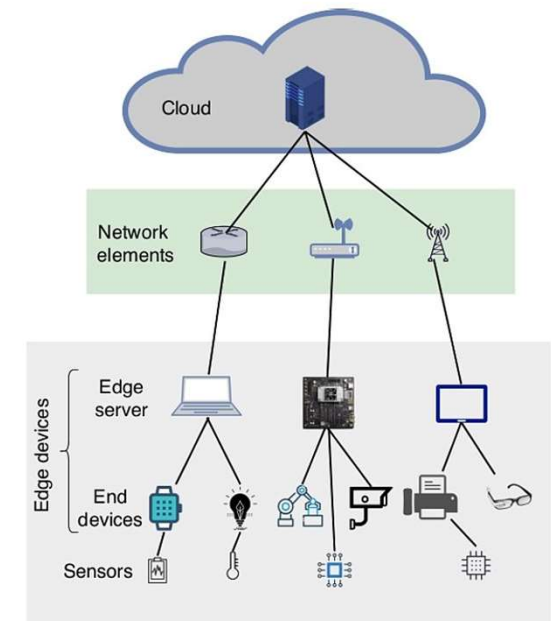 Cloud
Network
elements
Edge
server
Edge devices
End
devices
Sensors